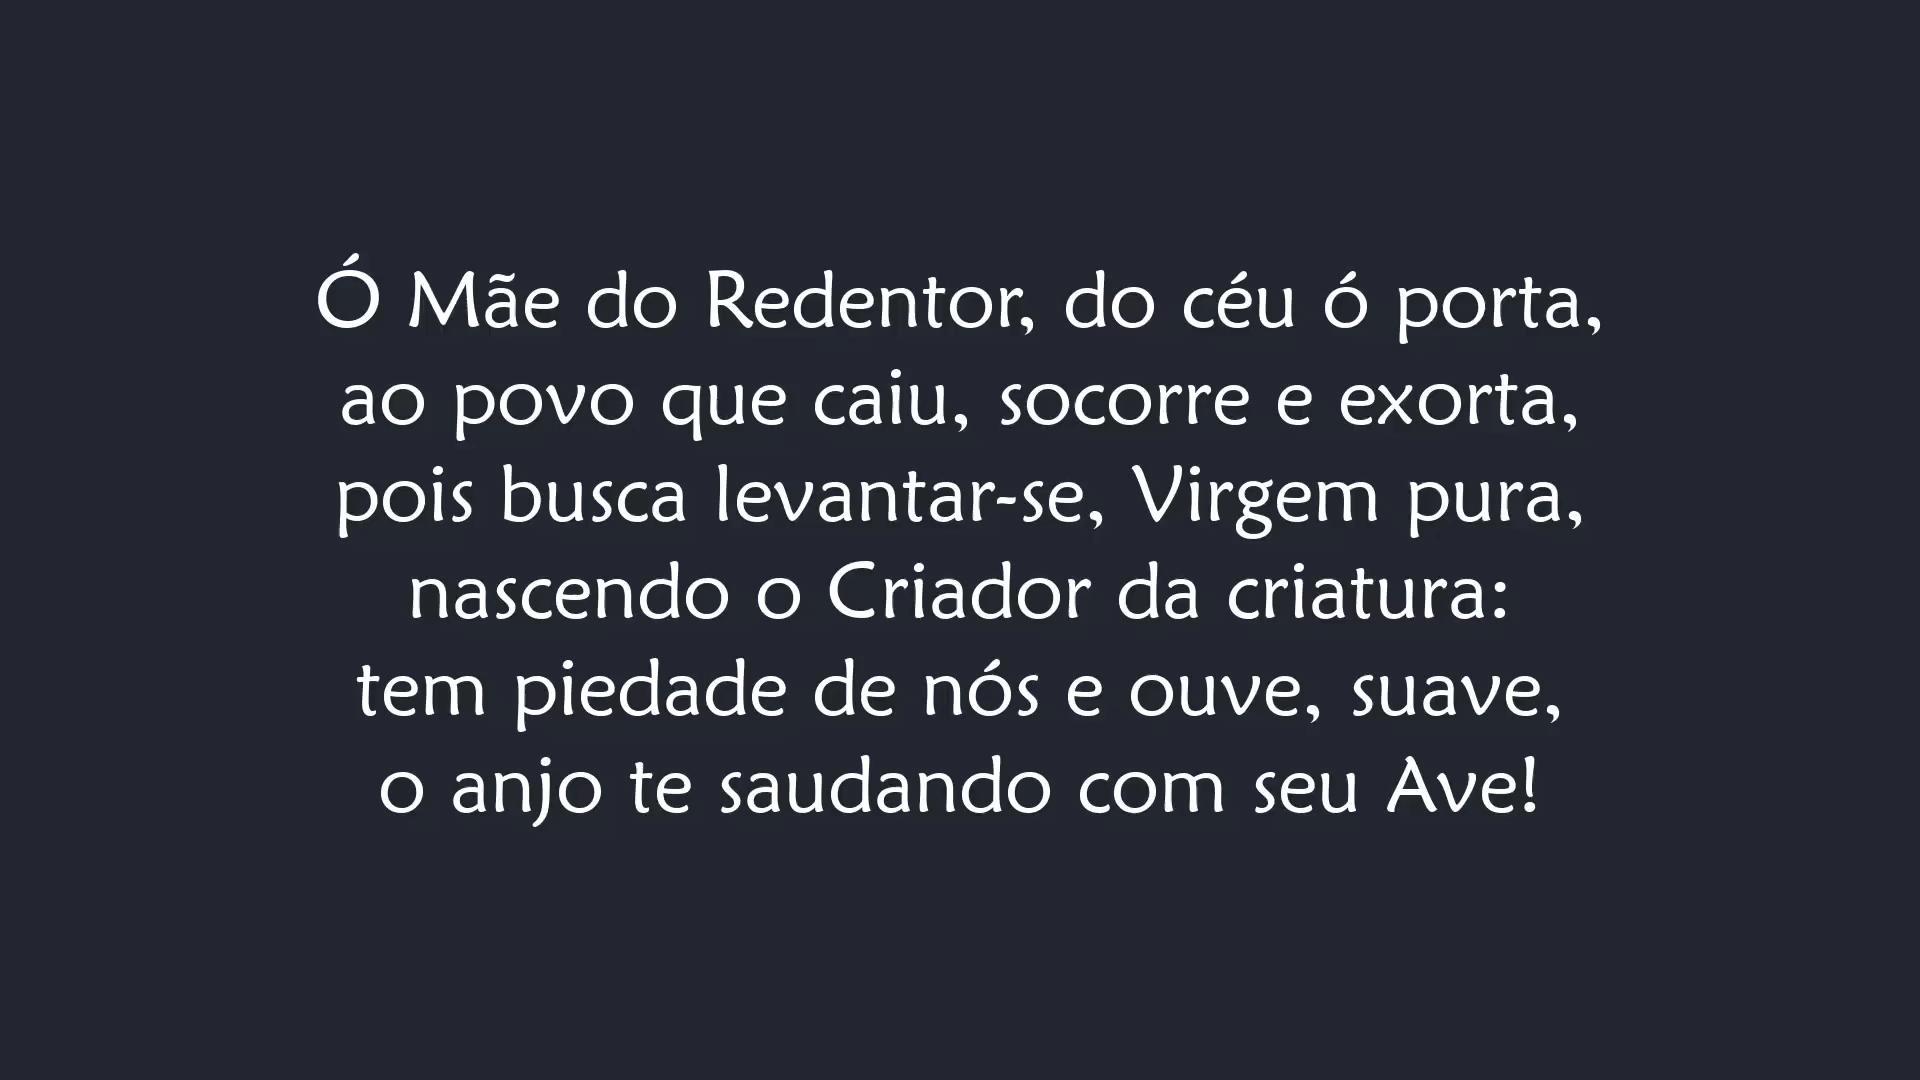 Ó Mãe do Redentor, do céu ó porta,
ao povo que caiu, socorre e exorta,
pois busca levantar-se, Virgem pura,
nascendo o Criador da criatura:
tem piedade de nós e ouve, suave,
o anjo te saudando com seu Ave!